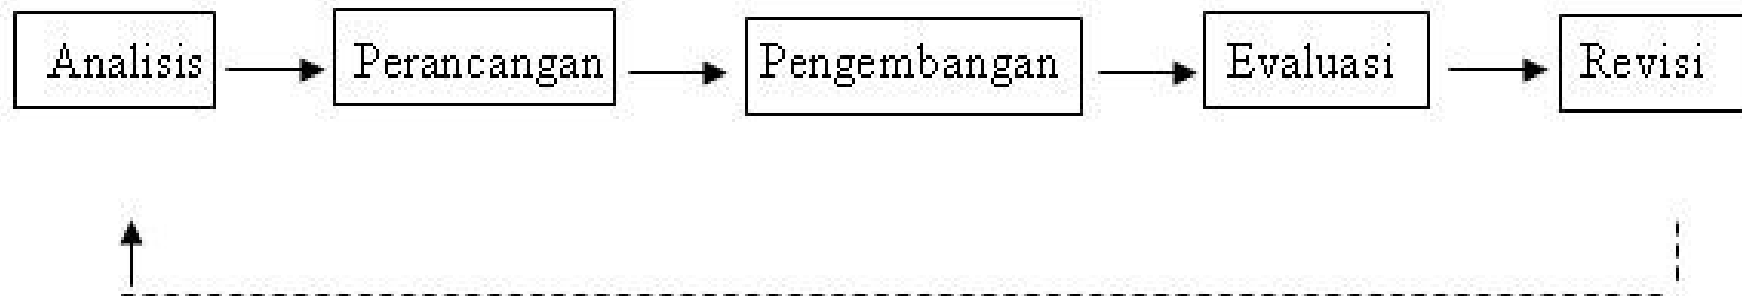 Analisis
Perancangan
Pengembangan
Evaluasi
Revisi